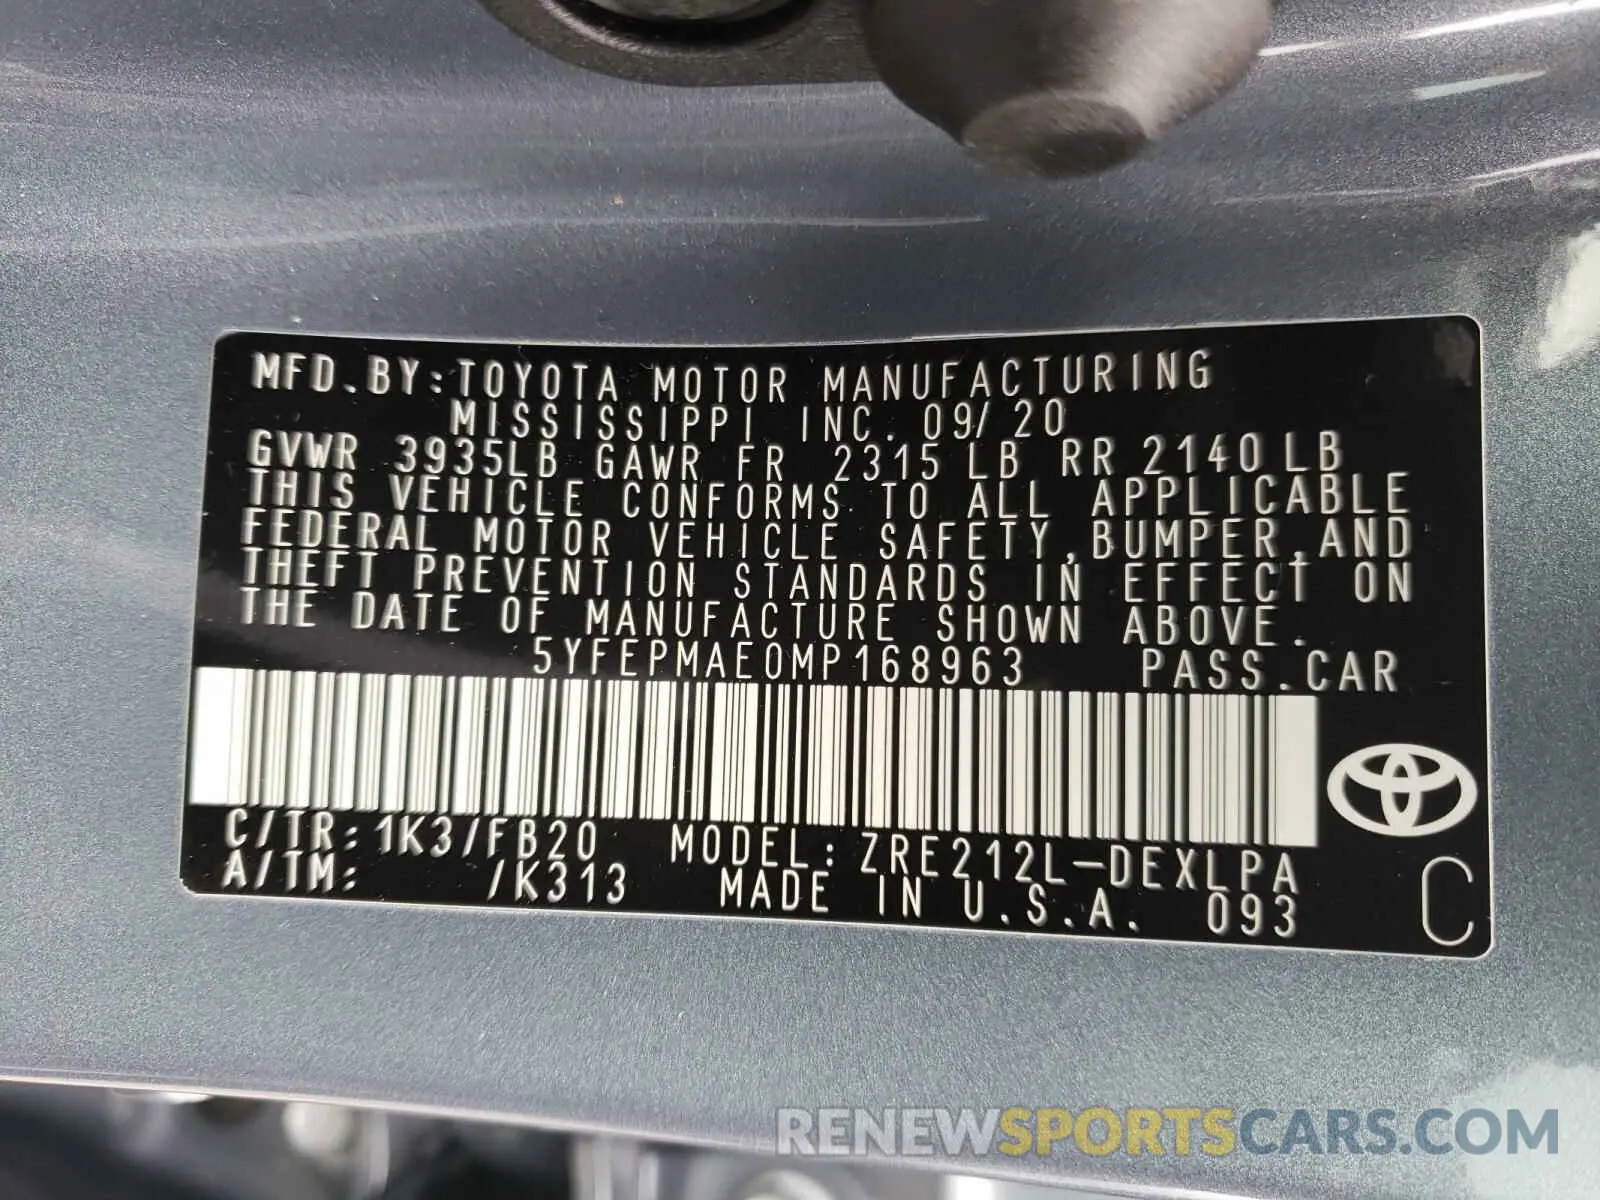 MFD.BY:TOYOTA MOTOR MANUFACTURING
MISSISSIPPI INC. 09/20
GVWR 3935LB GAWR FR 2315 LB RR 2140 LB
THIS VEHICLE CONFORMS TO ALL APPLICABLE
FEDERAL MOTOR VEHICLE SAFETY,BUMPER,AND
THEFT PREVENTION STANDARDS IN EFFECT ON
THE DATE OF MANUFACTURE SHOWN ABOVE.
5YFEPMAE0MP168963 PASS.CAR
C/TR:1K3/FB20 MODEL:ZRE212L-DEXLPA
A/TM: /K313 MADE IN U.S.A. 093
C
RENEWSPORTSCARS.COM